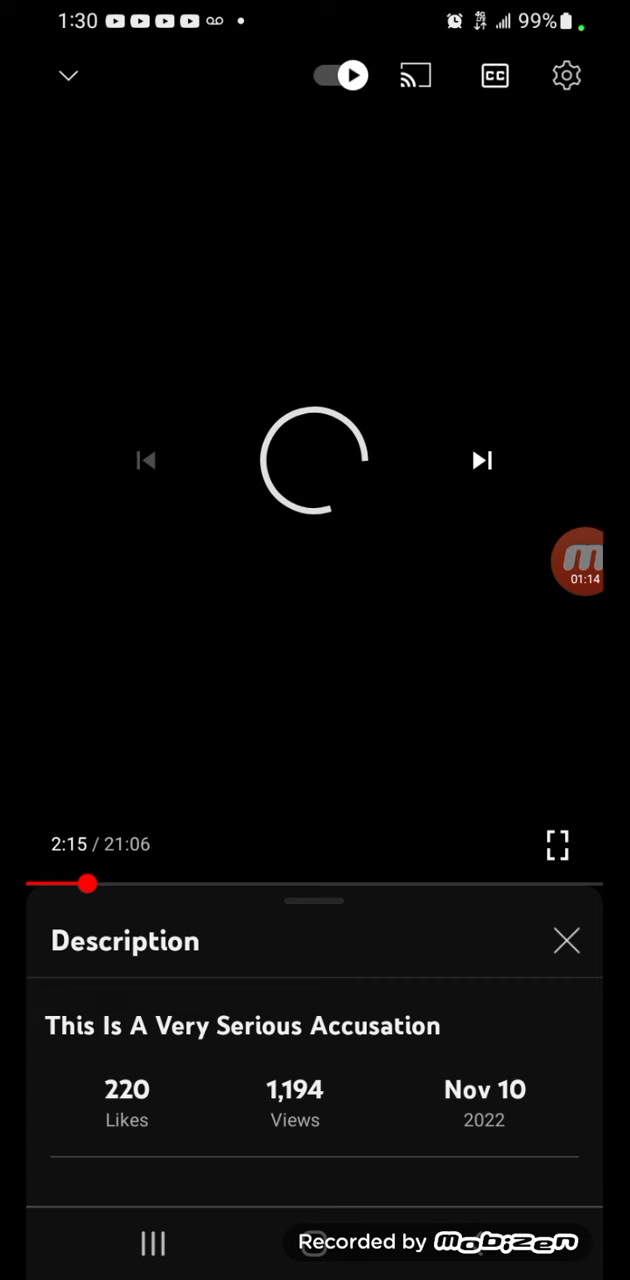 1:30 99%
CC
m
01:14
2:15 / 21:06
Description
This Is A Very Serious Accusation
220 1,194 Nov 10
Likes Views 2022
Recorded by mobizen